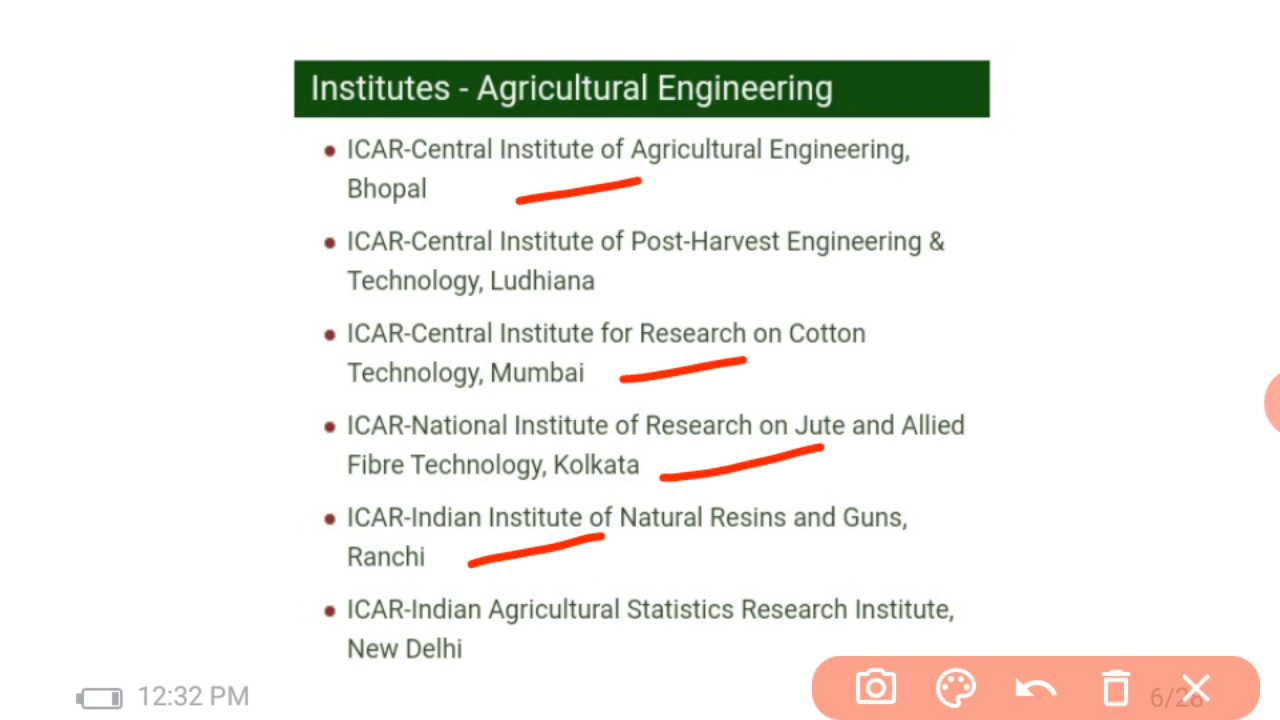 Institutes - Agricultural Engineering
ICAR-Central Institute of Agricultural Engineering,
Bhopal
ICAR-Central Institute of Post-Harvest Engineering &
Technology, Ludhiana
ICAR-Central Institute for Research on Cotton
Technology, Mumbai
ICAR-National Institute of Research on Jute and Allied
Fibre Technology, Kolkata
ICAR-Indian Institute of Natural Resins and Guns,
Ranchi
ICAR-Indian Agricultural Statistics Research Institute,
New Delhi
12:32 PM
6/28